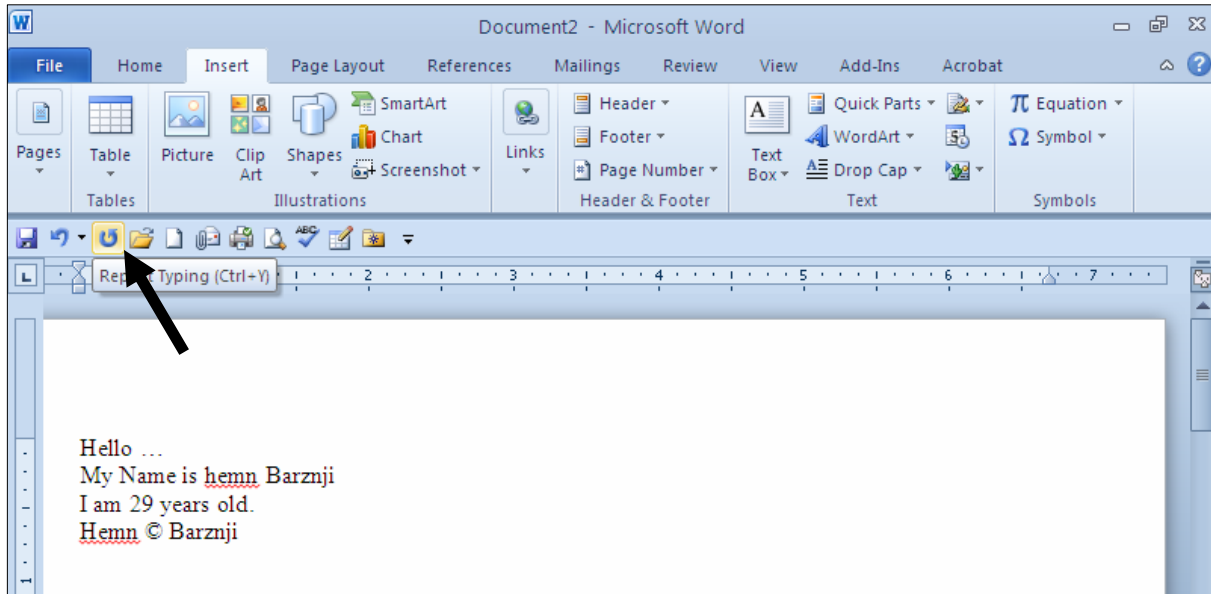 W Document2 - Microsoft Word
File Home Insert Page Layout References Mailings Review View Add-Ins Acrobat ?
Pages
Table
Picture
Clip Art
Shapes
SmartArt
Chart
Screenshot
Links
Header
Footer
Page Number
A
Text Box
Quick Parts
WordArt
Drop Cap
π Equation
Ω Symbol
Tables Illustrations Header & Footer Text Symbols
ABC
Typing (Ctrl+Y)
2 3 4 5 6 7
Hello …
My Name is hemn Barznji
I am 29 years old.
Hemn © Barznji
1